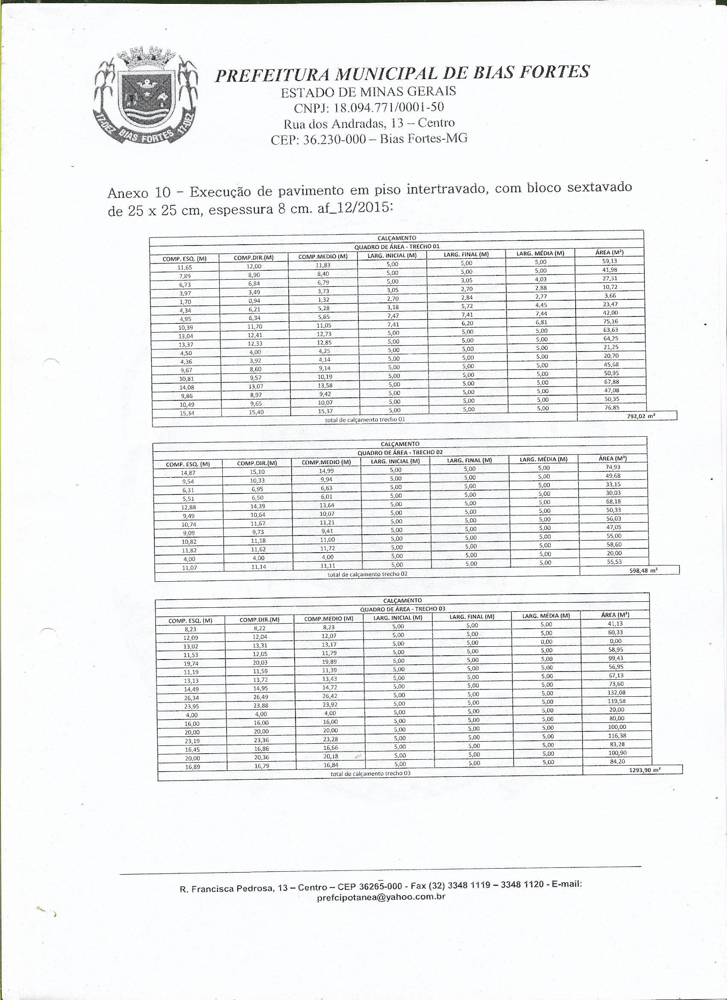 PREFEITURA MUNICIPAL DE BIAS FORTES
ESTADO DE MINAS GERAIS
CNPJ: 18.094.771/0001-50
Rua dos Andradas, 13 – Centro
CEP: 36.230-000 – Bias Fortes-MG
17-DEZ BIAS FORTES 17-DEZ
Anexo 10 - Execução de pavimento em piso intertravado, com bloco sextavado
de 25 x 25 cm, espessura 8 cm. af_12/2015:
CALÇAMENTO
QUADRO DE ÁREA - TRECHO 01
COMP. ESQ. (M) COMP.DIR.(M) COMP.MEDIO (M) LARG. INICIAL (M) LARG. FINAL (M) LARG. MÉDIA (M) ÁREA (M²)
11,65 12,00 11,83 5,00 5,00 5,00 59,13
7,89 8,90 8,40 5,00 5,00 5,00 41,98
6,73 6,84 6,79 5,00 3,05 4,03 27,31
3,97 3,49 3,73 3,05 2,70 2,88 10,72
1,70 0,94 1,32 2,70 2,84 2,77 3,66
4,34 6,21 5,28 3,18 5,72 4,45 23,47
4,95 6,34 5,65 7,47 7,41 7,44 42,00
10,39 11,70 11,05 7,41 6,20 6,81 75,16
13,04 12,41 12,73 5,00 5,00 5,00 63,63
13,37 12,33 12,85 5,00 5,00 5,00 64,25
4,50 4,00 4,25 5,00 5,00 5,00 21,25
4,36 3,92 4,14 5,00 5,00 5,00 20,70
9,67 8,60 9,14 5,00 5,00 5,00 45,68
10,81 9,57 10,19 5,00 5,00 5,00 50,95
14,08 13,07 13,58 5,00 5,00 5,00 67,88
9,86 8,97 9,42 5,00 5,00 5,00 47,08
10,49 9,65 10,07 5,00 5,00 5,00 50,35
15,34 15,40 15,37 5,00 5,00 5,00 76,85
total de calçamento trecho 01 792,02 m²
CALÇAMENTO
QUADRO DE ÁREA - TRECHO 02
COMP. ESQ. (M) COMP.DIR.(M) COMP.MEDIO (M) LARG. INICIAL (M) LARG. FINAL (M) LARG. MÉDIA (M) ÁREA (M²)
14,87 15,10 14,99 5,00 5,00 5,00 74,93
9,54 10,33 9,94 5,00 5,00 5,00 49,68
6,31 6,95 6,63 5,00 5,00 5,00 33,15
5,51 6,50 6,01 5,00 5,00 5,00 30,03
12,88 14,39 13,64 5,00 5,00 5,00 68,18
9,49 10,64 10,07 5,00 5,00 5,00 50,33
10,74 11,67 11,21 5,00 5,00 5,00 56,03
9,09 9,73 9,41 5,00 5,00 5,00 47,05
10,82 11,18 11,00 5,00 5,00 5,00 55,00
11,82 11,62 11,72 5,00 5,00 5,00 58,60
4,00 4,00 4,00 5,00 5,00 5,00 20,00
11,07 11,14 11,11 5,00 5,00 5,00 55,53
total de calçamento trecho 02 598,48 m²
CALÇAMENTO
QUADRO DE ÁREA - TRECHO 03
COMP. ESQ. (M) COMP.DIR.(M) COMP.MEDIO (M) LARG. INICIAL (M) LARG. FINAL (M) LARG. MÉDIA (M) ÁREA (M²)
8,23 8,22 8,23 5,00 5,00 5,00 41,13
12,09 12,04 12,07 5,00 5,00 5,00 60,33
13,02 13,31 13,17 5,00 5,00 0,00 0,00
11,53 12,05 11,79 5,00 5,00 5,00 58,95
19,74 20,03 19,89 5,00 5,00 5,00 99,43
11,19 11,59 11,39 5,00 5,00 5,00 56,95
13,13 13,72 13,43 5,00 5,00 5,00 67,13
14,49 14,95 14,72 5,00 5,00 5,00 73,60
26,34 26,49 26,42 5,00 5,00 5,00 132,08
23,95 23,88 23,92 5,00 5,00 5,00 119,58
4,00 4,00 4,00 5,00 5,00 5,00 20,00
16,00 16,00 16,00 5,00 5,00 5,00 80,00
20,00 20,00 20,00 5,00 5,00 5,00 100,00
23,19 23,36 23,28 5,00 5,00 5,00 116,38
16,45 16,86 16,66 5,00 5,00 5,00 83,28
20,00 20,36 20,18 5,00 5,00 5,00 100,90
16,89 16,79 16,84 5,00 5,00 5,00 84,20
total de calçamento trecho 03 1293,90 m²
R. Francisca Pedrosa, 13 – Centro – CEP 36265-000 - Fax (32) 3348 1119 – 3348 1120 - E-mail:
prefcipotanea@yahoo.com.br